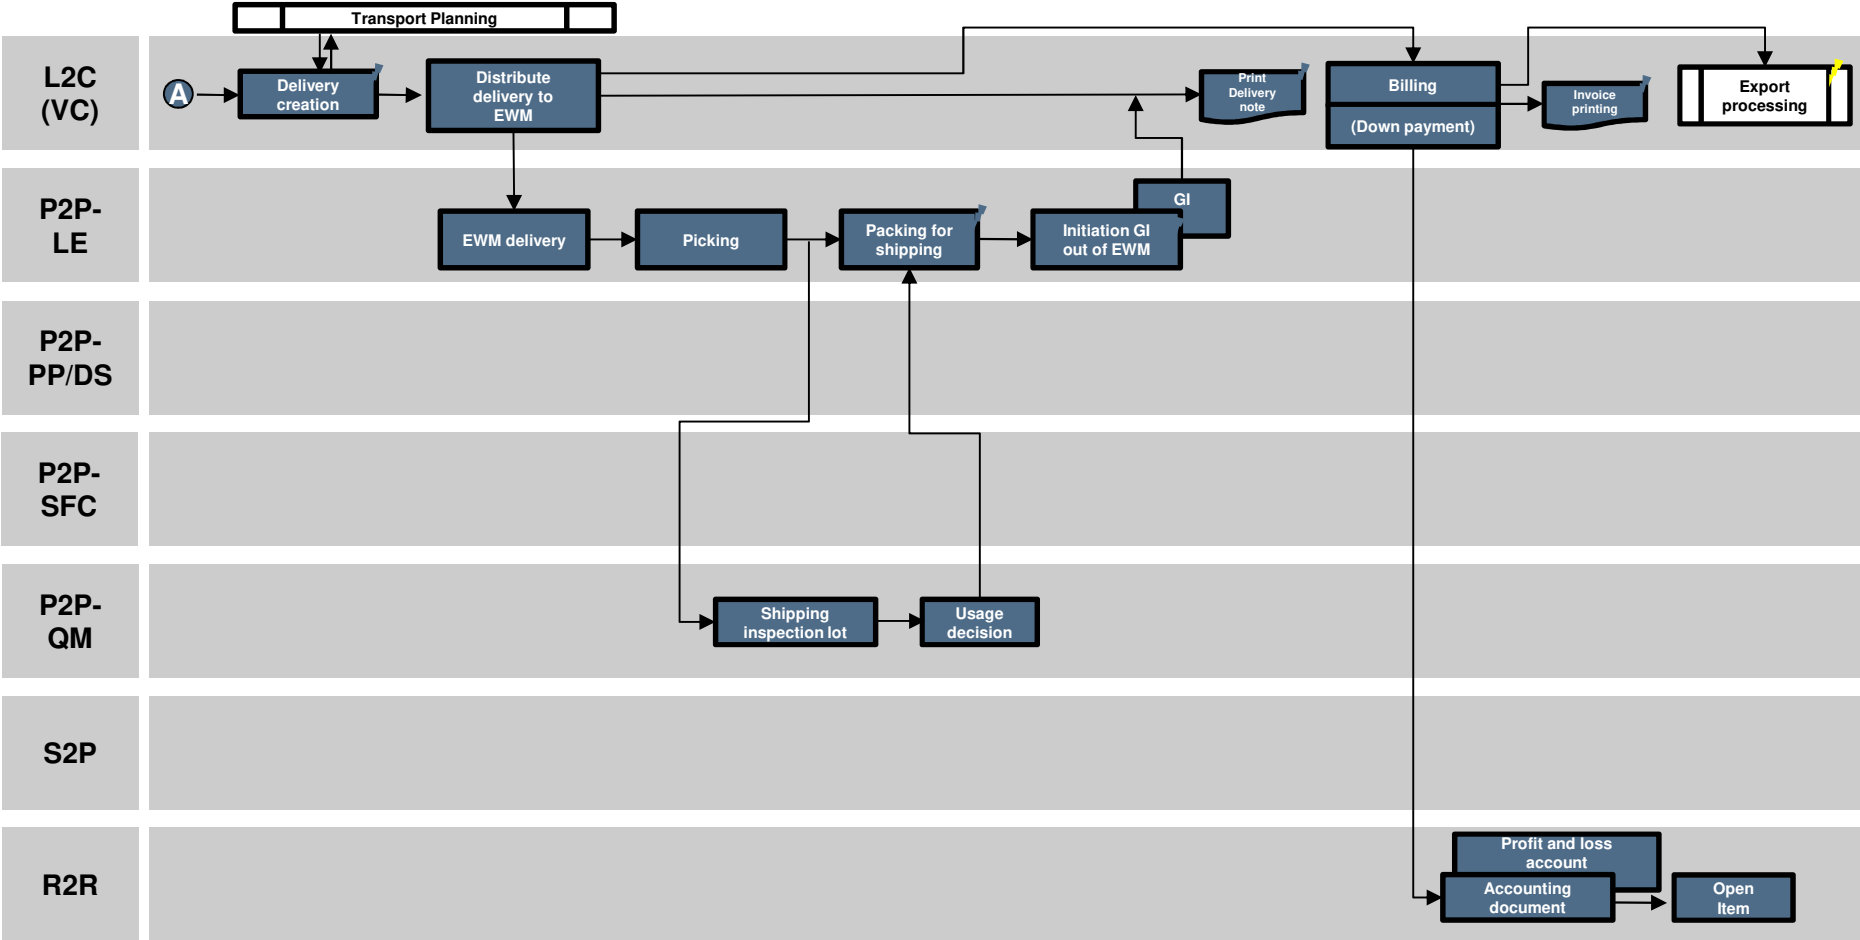 Transport Planning
L2C
(VC)
A
Delivery
creation
Distribute
delivery to
EWM
Print
Delivery
note
Billing
(Down payment)
Invoice
printing
Export
processing
P2P-
LE
EWM delivery
Picking
Packing for
shipping
Initiation GI
out of EWM
GI
P2P-
PP/DS
P2P-
SFC
P2P-
QM
Shipping
inspection lot
Usage
decision
S2P
R2R
Profit and loss
account
Accounting
document
Open
Item